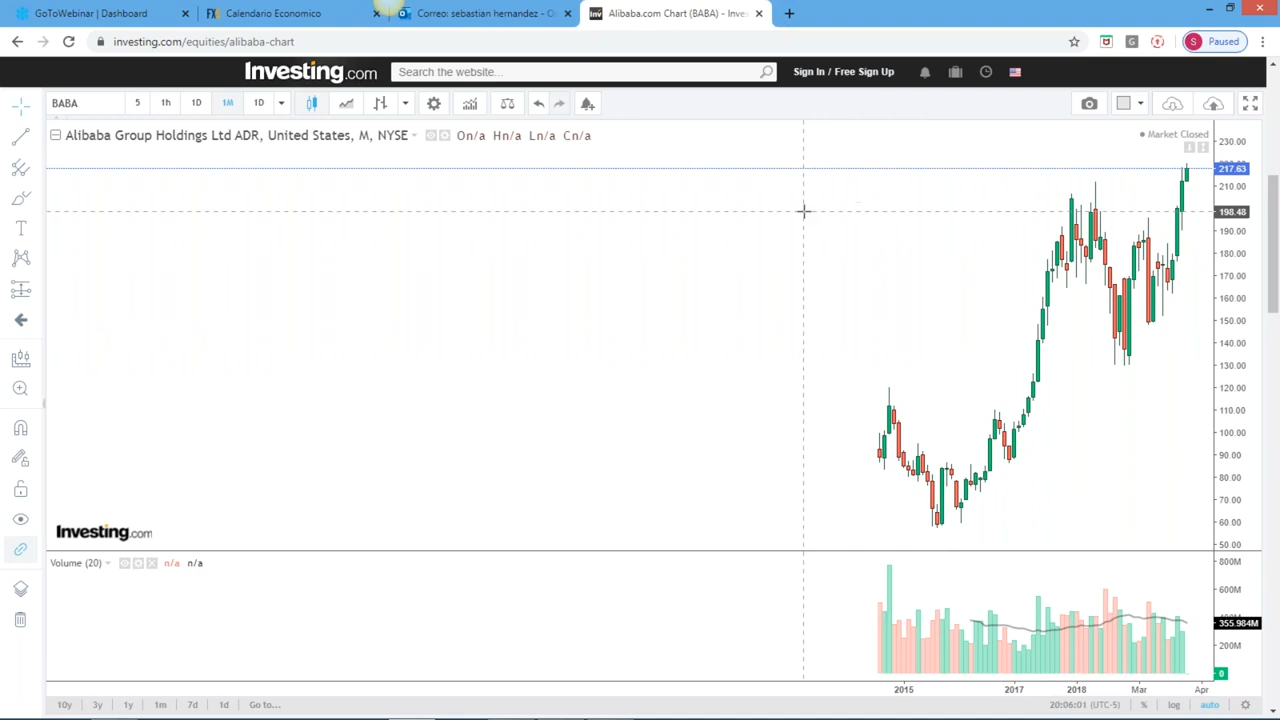 GoToWebinar | Dashboard
Calendario Economico
Correo: sebastian hernandez - O
Alibaba.com Chart (BABA) - Inves
investing.com/equities/alibaba-chart
S Paused
Investing.com
Search the website...
Sign In / Free Sign Up
BABA 5 1h 1D 1M 1D
Alibaba Group Holdings Ltd ADR, United States, M, NYSE On/a Hn/a Ln/a Cn/a
Market Closed
230.00
217.63
210.00
198.48
190.00
180.00
170.00
160.00
150.00
140.00
130.00
120.00
110.00
100.00
90.00
80.00
70.00
60.00
50.00
Investing.com
Volume (20) n/a n/a
800M
600M
355.984M
200M
0
2015 2017 2018 Mar Apr
10y 3y 1y 1m 7d 1d Go to... 20:06:01 (UTC-5) % log auto